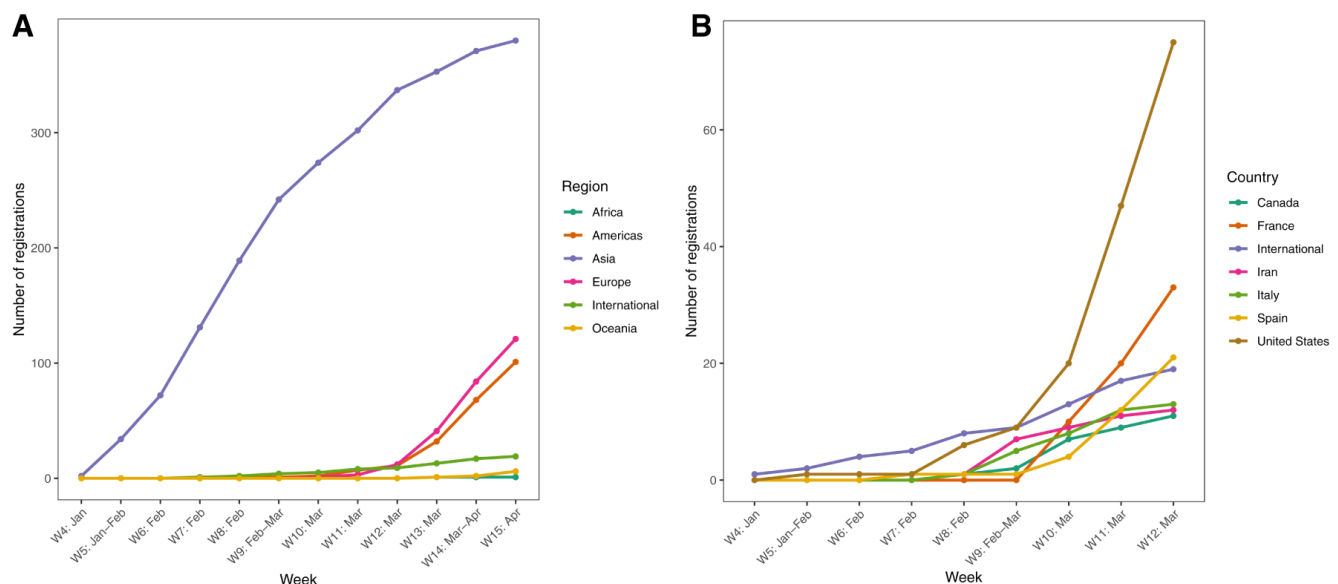 A
Number of registrations
300
200
100
0
W4: Jan
W5: Jan–Feb
W6: Feb
W7: Feb
W8: Feb
W9: Feb–Mar
W10: Mar
W11: Mar
W12: Mar
W13: Mar
W14: Mar–Apr
W15: Apr
Week
Region
Africa
Americas
Asia
Europe
International
Oceania
B
Number of registrations
60
40
20
0
W4: Jan
W5: Jan–Feb
W6: Feb
W7: Feb
W8: Feb
W9: Feb–Mar
W10: Mar
W11: Mar
W12: Mar
Week
Country
Canada
France
International
Iran
Italy
Spain
United States